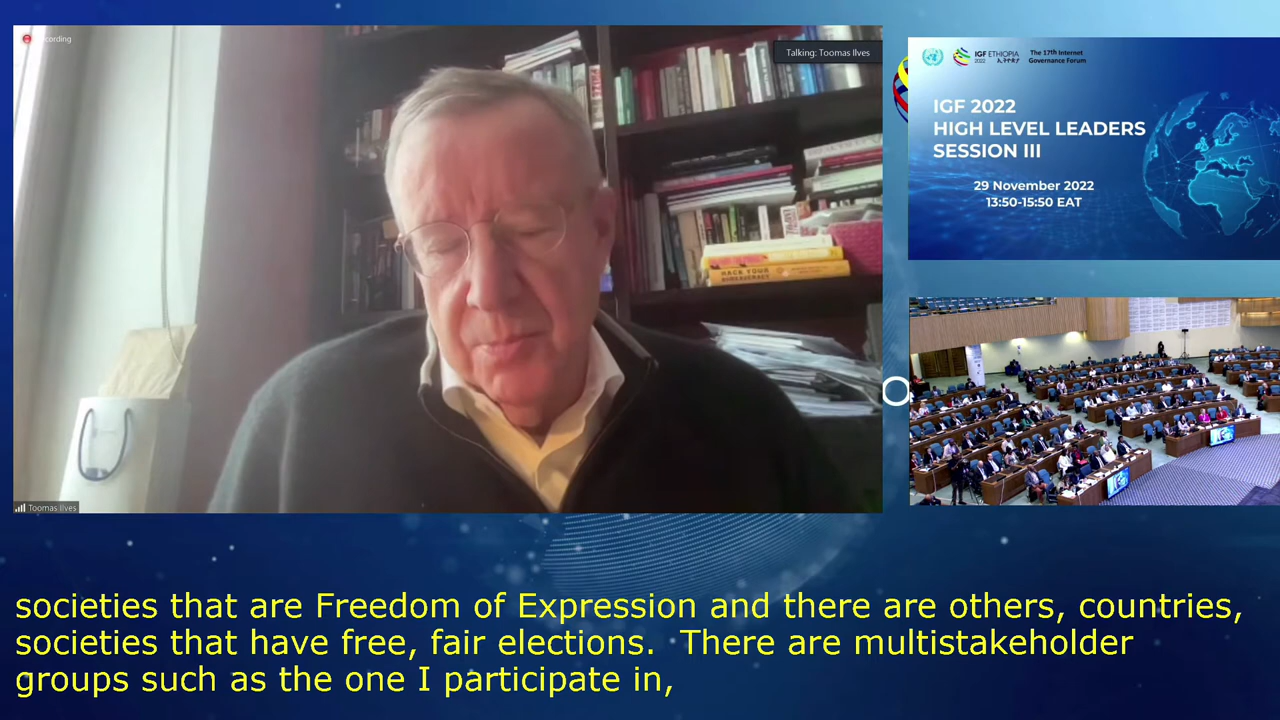 Talking: Toomas Ilves
HACK YOUR
BUREAUCRACY
Toomas Ilves
IGF ETHIOPIA
2022 ኢትዮጵያ
The 17th Internet
Governance Forum
IGF 2022
HIGH LEVEL LEADERS
SESSION III
29 November 2022
13:50-15:50 EAT
societies that are Freedom of Expression and there are others, countries,
societies that have free, fair elections. There are multistakeholder
groups such as the one I participate in,